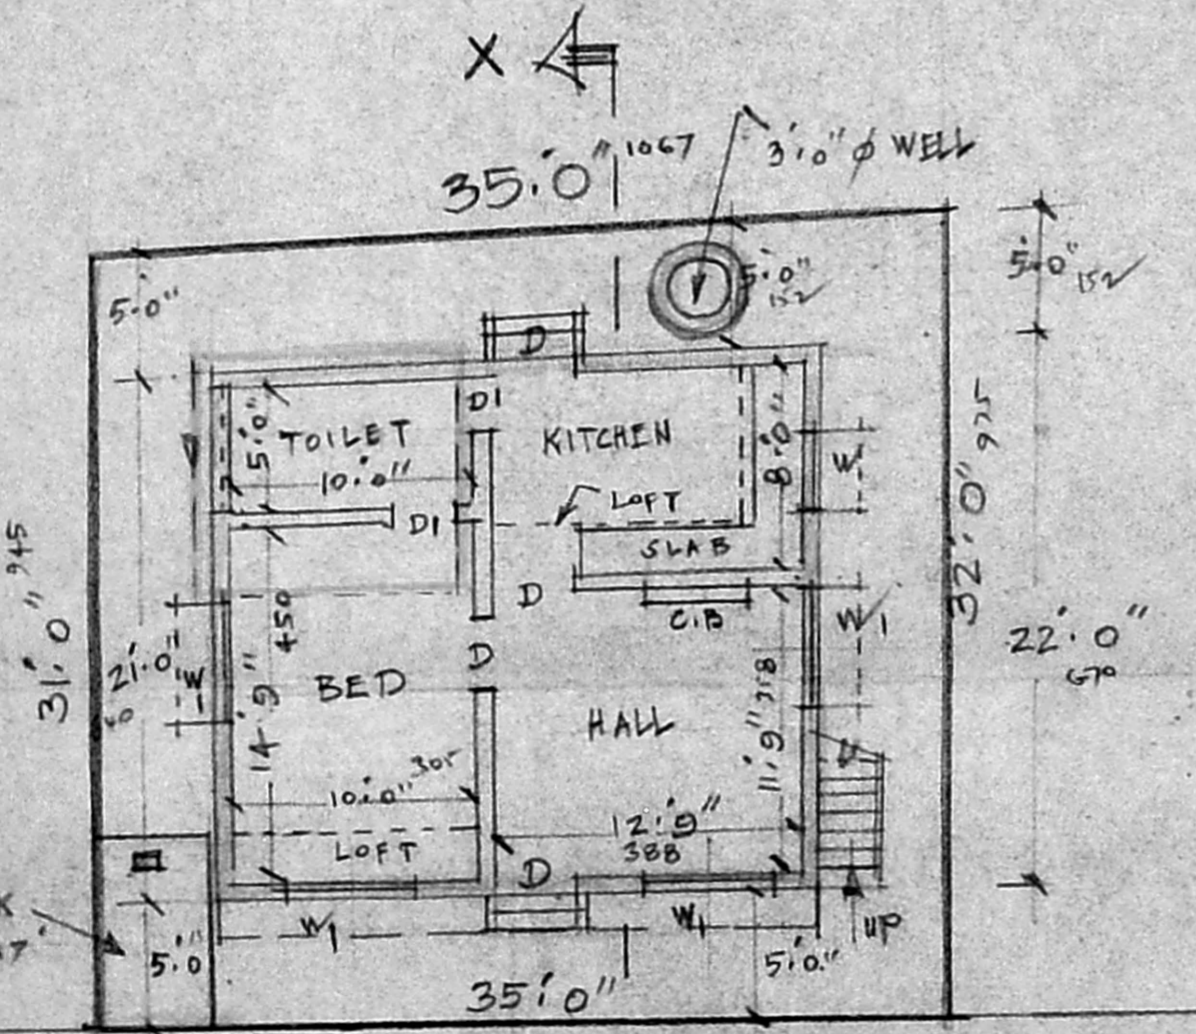 X
35'.0" 1067
3'.0" ϕ WELL
5'.0"
5'.0"
152
5'.0" 152
D
5'.0"
TOILET
D1
KITCHEN
8'.0"
10'.0"
LOFT
W
D1
SLAB
D
C.B
W1
31'.0" 945
32'.0" 975
22'.0"
670
21'.0"
W1
450
14'.9"
BED
D
HALL
11'.9" 318
10'.0" 305
12'.9"
388
LOFT
D
W1
W1
UP
5'.0
5'.0"
35'.0"